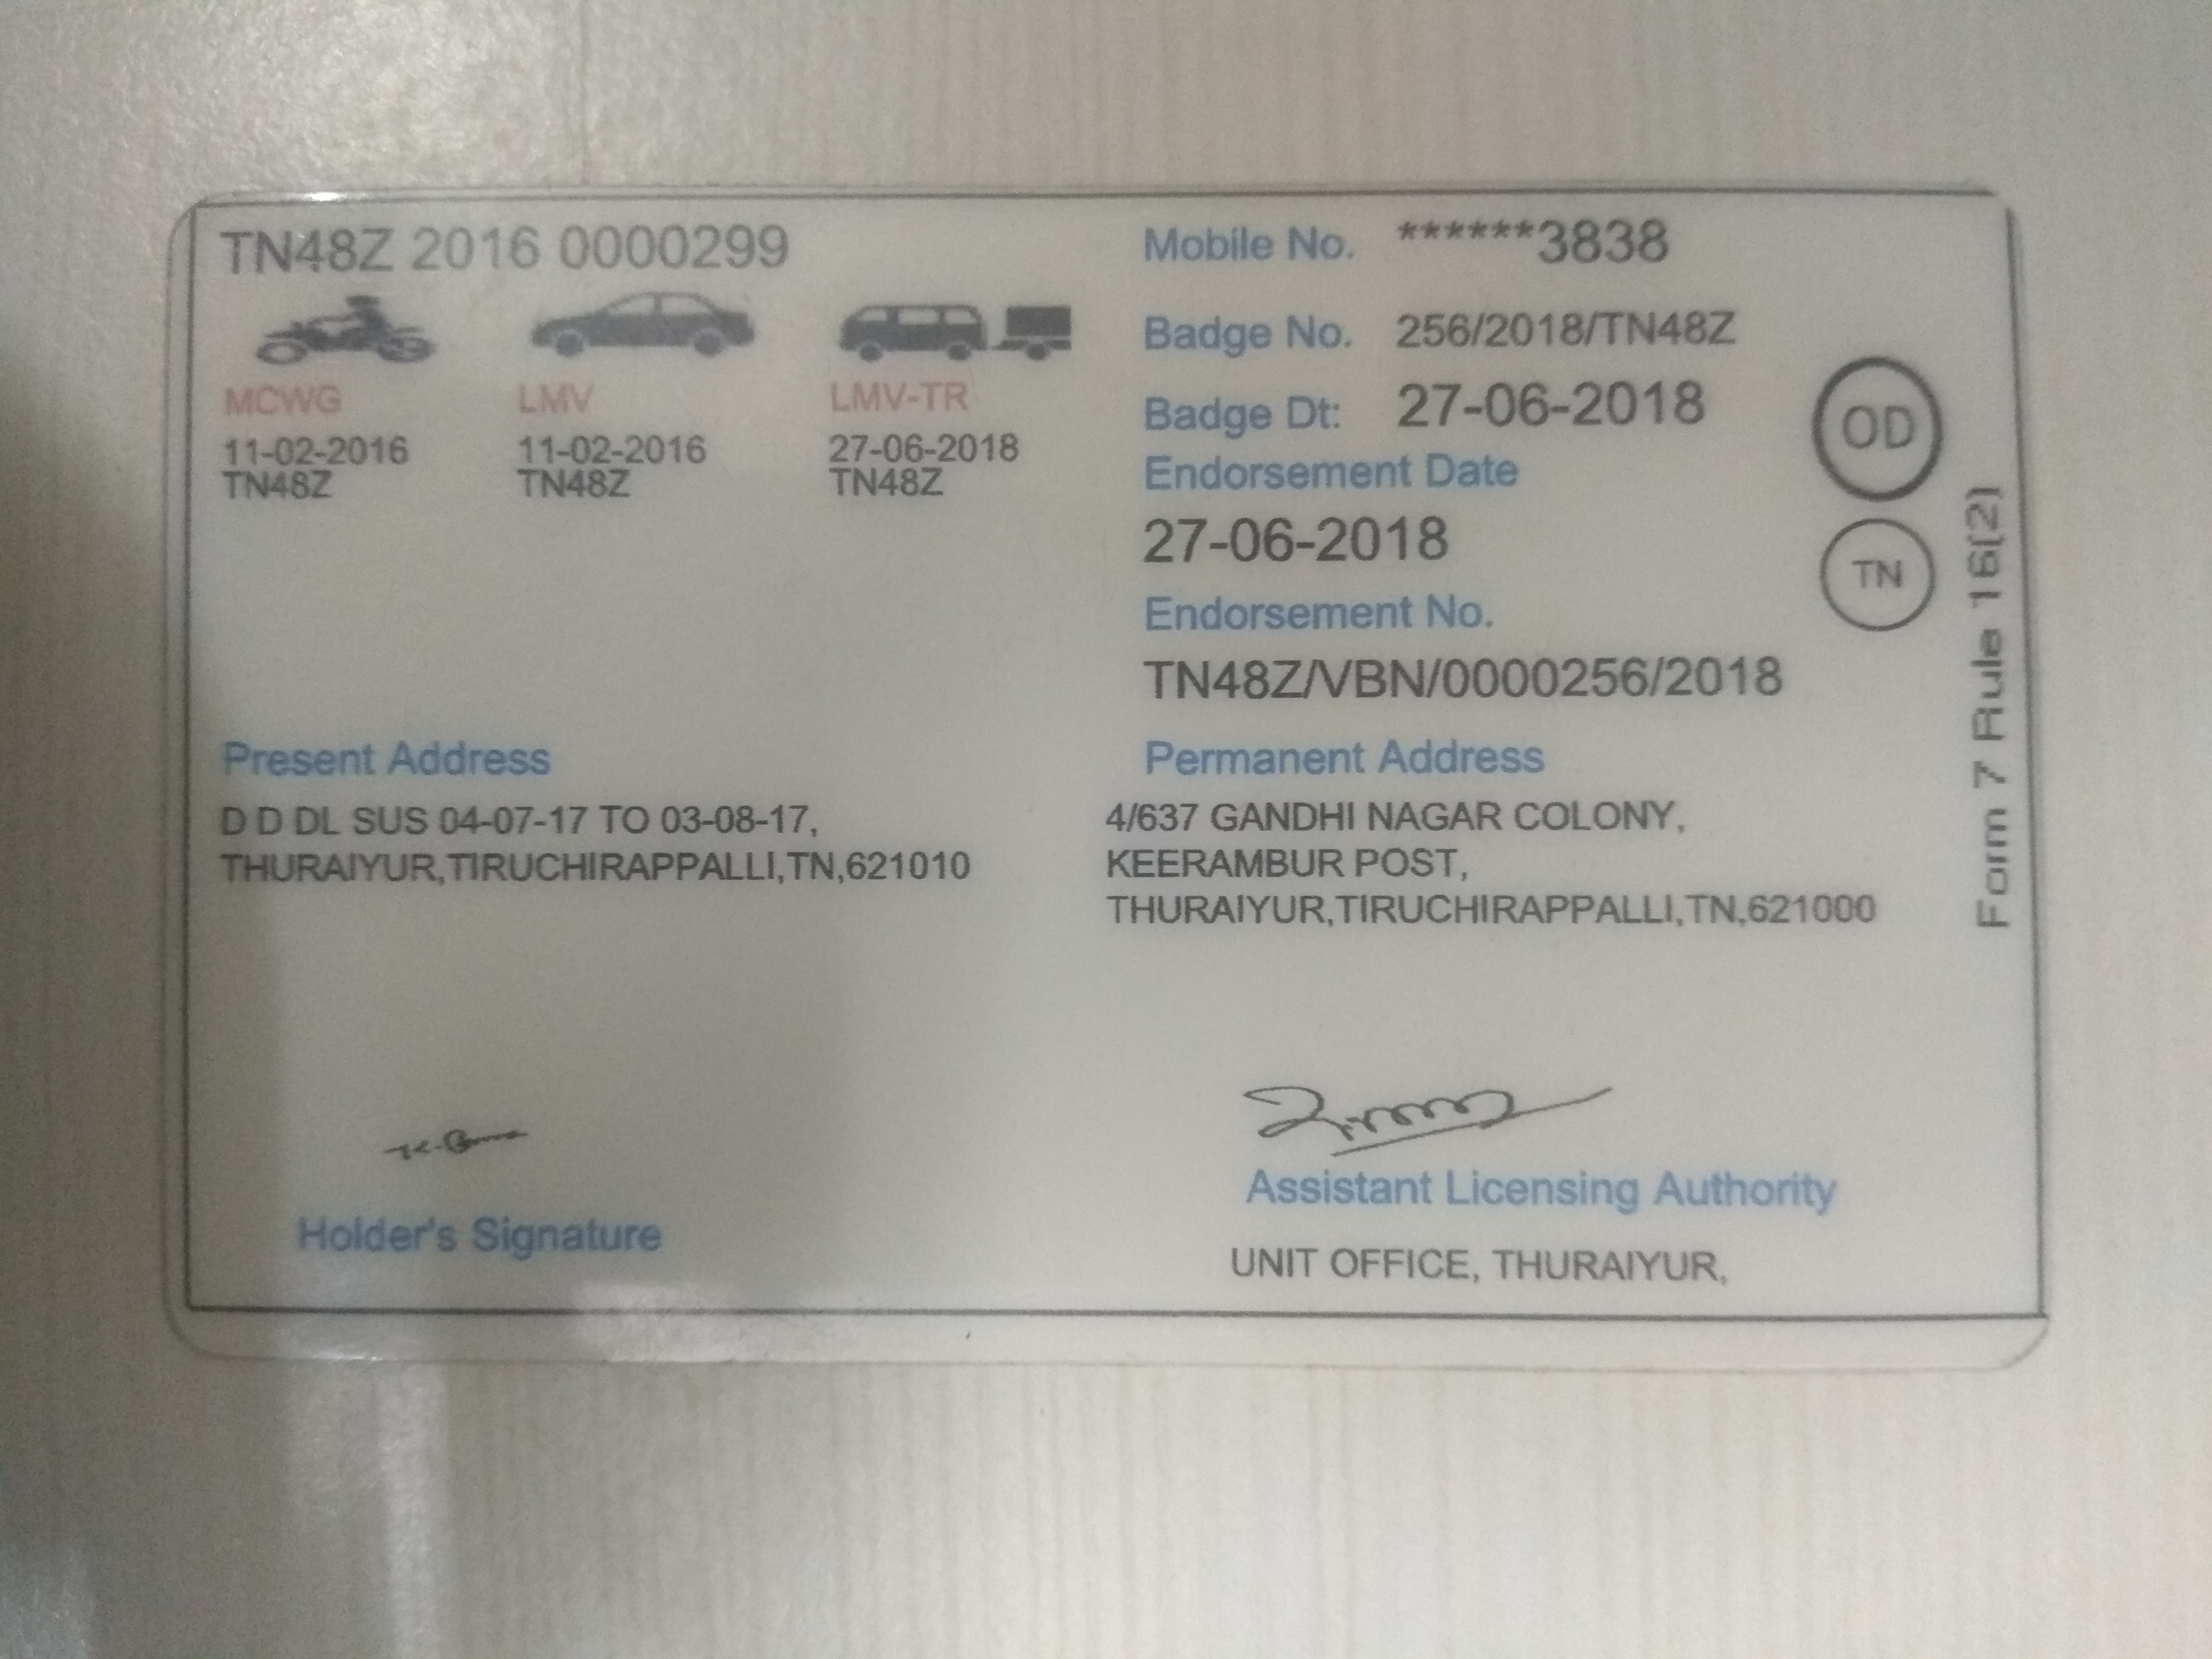 TN48Z 2016 0000299
MCWG LMV LMV-TR
11-02-2016 11-02-2016 27-06-2018
TN48Z TN48Z TN48Z
Mobile No. ******3838
Badge No. 256/2018/TN48Z
Badge Dt: 27-06-2018
Endorsement Date
27-06-2018
Endorsement No.
TN48Z/VBN/0000256/2018
OD
TN
Form 7 Rule 16(2)
Present Address
D D DL SUS 04-07-17 TO 03-08-17,
THURAIYUR,TIRUCHIRAPPALLI,TN,621010
Permanent Address
4/637 GANDHI NAGAR COLONY,
KEERAMBUR POST,
THURAIYUR,TIRUCHIRAPPALLI,TN,621000
Holder's Signature
Assistant Licensing Authority
UNIT OFFICE, THURAIYUR,